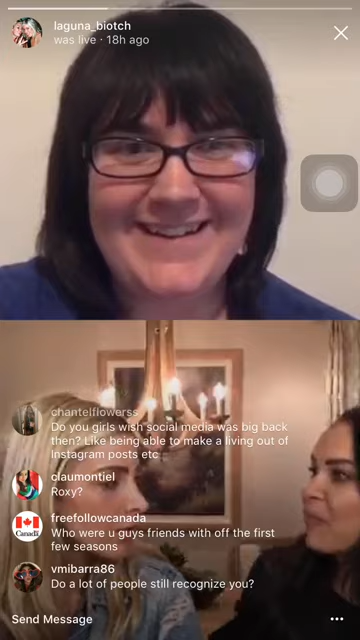 laguna_biotch
was live · 18h ago
chantelflowerss
Do you girls wish social media was big back
then? Like being able to make a living out of
Instagram posts etc
claumontiel
Roxy?
freefollowcanada
Who were u guys friends with off the first
few seasons
Canada
vmibarra86
Do a lot of people still recognize you?
Send Message